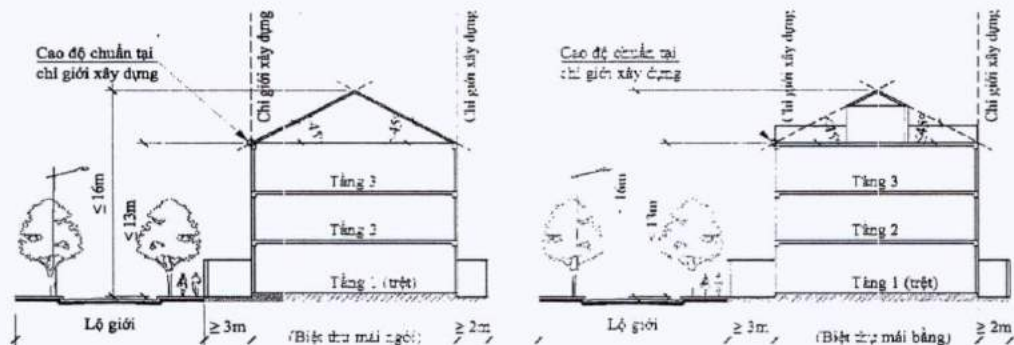 Cao độ chuẩn tại
chỉ giới xây dựng
Chỉ giới xây dựng
Chỉ giới xây dựng
≤45°
≤45°
≤ 16m
≤ 13m
Tầng 3
Tầng 2
Tầng 1 (trệt)
Lộ giới
≥ 3m
(Biệt thự mái ngói)
≥ 2m
Cao độ chuẩn tại
chỉ giới xây dựng
Chỉ giới xây dựng
Chỉ giới xây dựng
≤45°
16m
13m
Tầng 3
Tầng 2
Tầng 1 (trệt)
Lộ giới
≥ 3m
(Biệt thự mái bằng)
≥ 2m